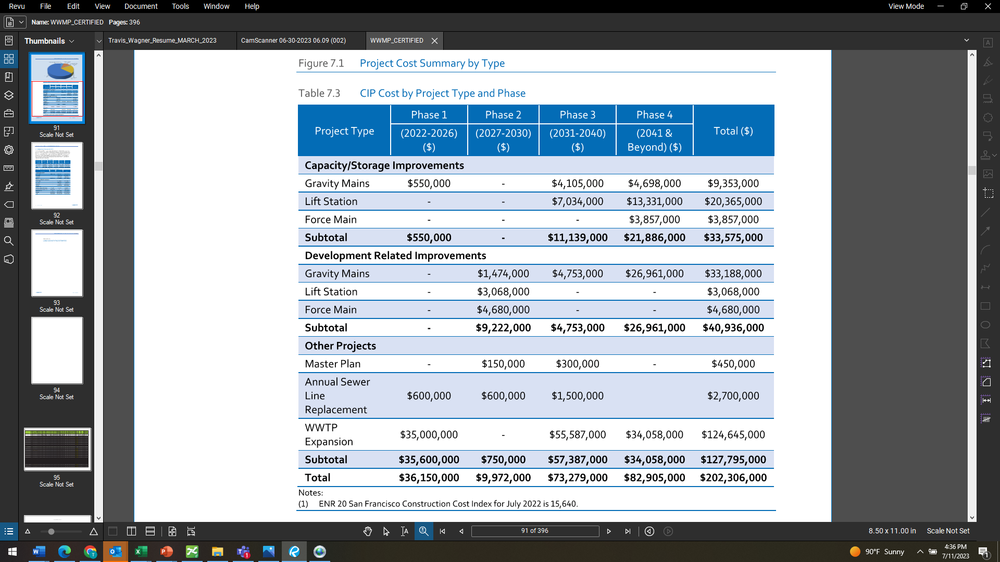 Revu File Edit View Document Tools Window Help View Mode
Name: WWMP_CERTIFIED Pages: 396
Thumbnails Travis_Wagner_Resume_MARCH_2023 CamScanner 06-30-2023 06.09 (002) WWMP_CERTIFIED
91
Scale Not Set
92
Scale Not Set
93
Scale Not Set
94
Scale Not Set
95
Scale Not Set
Figure 7.1 Project Cost Summary by Type
Table 7.3 CIP Cost by Project Type and Phase
Project Type Phase 1 (2022-2026) ($) Phase 2 (2027-2030) ($) Phase 3 (2031-2040) ($) Phase 4 (2041 & Beyond) ($) Total ($)
Capacity/Storage Improvements
Gravity Mains $550,000 - $4,105,000 $4,698,000 $9,353,000
Lift Station - - $7,034,000 $13,331,000 $20,365,000
Force Main - - - $3,857,000 $3,857,000
Subtotal $550,000 - $11,139,000 $21,886,000 $33,575,000
Development Related Improvements
Gravity Mains - $1,474,000 $4,753,000 $26,961,000 $33,188,000
Lift Station - $3,068,000 - - $3,068,000
Force Main - $4,680,000 - - $4,680,000
Subtotal - $9,222,000 $4,753,000 $26,961,000 $40,936,000
Other Projects
Master Plan - $150,000 $300,000 - $450,000
Annual Sewer Line Replacement $600,000 $600,000 $1,500,000 $2,700,000
WWTP Expansion $35,000,000 - $55,587,000 $34,058,000 $124,645,000
Subtotal $35,600,000 $750,000 $57,387,000 $34,058,000 $127,795,000
Total $36,150,000 $9,972,000 $73,279,000 $82,905,000 $202,306,000
Notes:
(1) ENR 20 San Francisco Construction Cost Index for July 2022 is 15,640.
91 of 396 8.50 x 11.00 in Scale Not Set
90°F Sunny 4:36 PM
7/11/2023